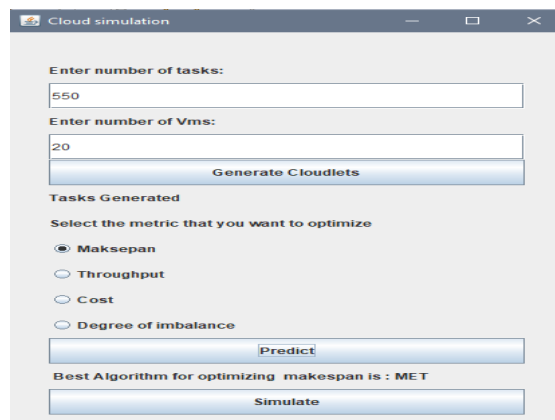 Cloud simulation
Enter number of tasks:
550
Enter number of Vms:
20
Generate Cloudlets
Tasks Generated
Select the metric that you want to optimize
Maksepan
Throughput
Cost
Degree of imbalance
Predict
Best Algorithm for optimizing makespan is : MET
Simulate